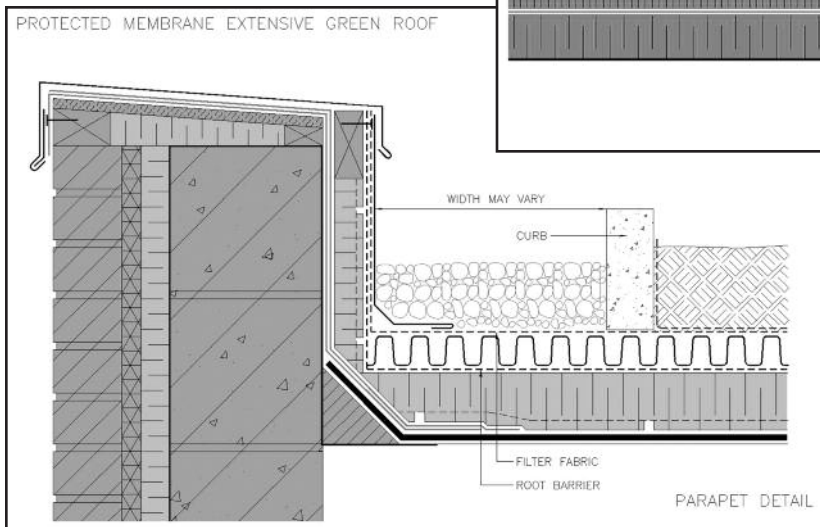 PROTECTED MEMBRANE EXTENSIVE GREEN ROOF
WIDTH MAY VARY
CURB
FILTER FABRIC
ROOT BARRIER
PARAPET DETAIL